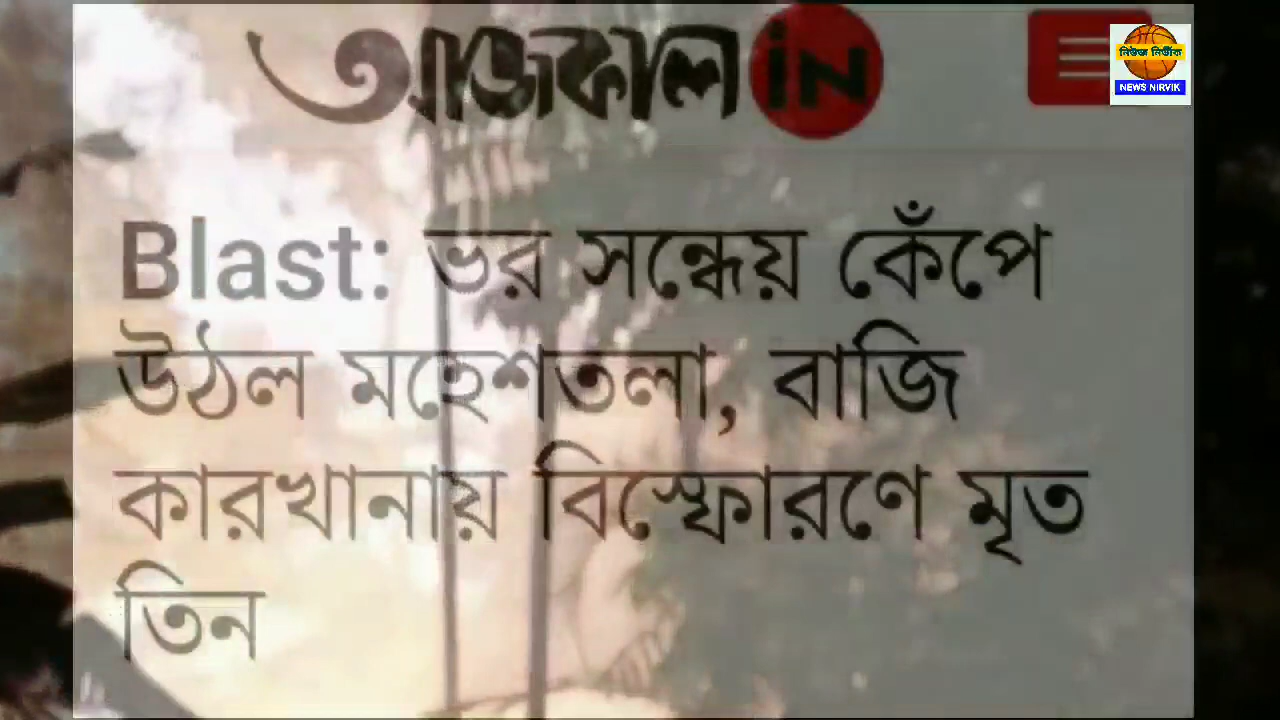 আজকাল iN
নিউজ নির্ভীক
NEWS NIRVIK
Blast: ভর সন্ধেয় কেঁপে
উঠল মহেশতলা, বাজি
কারখানায় বিস্ফোরণে মৃত
তিন